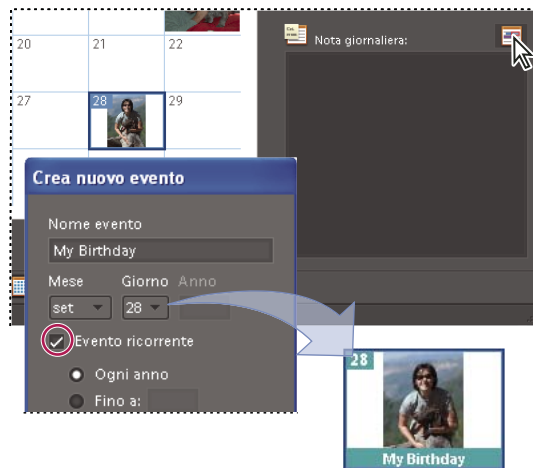 20 21 22
Nota giornaliera:
27 28 29
Crea nuovo evento
Nome evento
My Birthday
Mese Giorno Anno
set 28
Evento ricorrente
Ogni anno
Fino a:
28
My Birthday